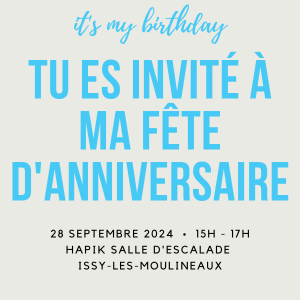 it's my birthday
TU ES INVITÉ À
MA FÊTE
D'ANNIVERSAIRE
28 SEPTEMBRE 2024 • 15H - 17H
HAPIK SALLE D'ESCALADE
ISSY-LES-MOULINEAUX